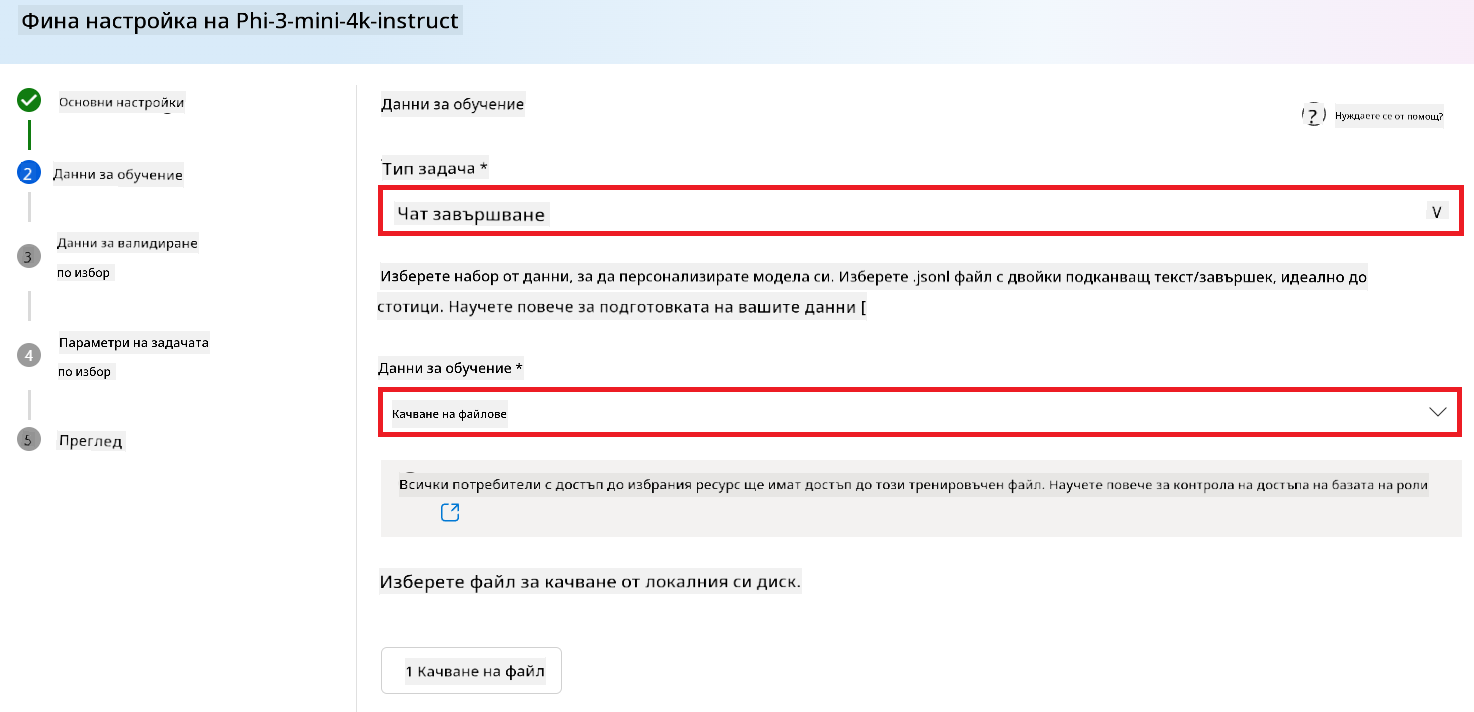 Фина настройка на Phi-3-mini-4k-instruct
Основни настройки
2
Данни за обучение
3
Данни за валидиране
по избор
4
Параметри на задачата
по избор
5
Преглед
Данни за обучение
?
Нуждаете се от помощ?
Тип задача *
Чат завършване
V
Изберете набор от данни, за да персонализирате модела си. Изберете .jsonl файл с двойки подканващ текст/завършек, идеално до
стотици. Научете повече за подготовката на вашите данни [
Данни за обучение *
Качване на файлове
Всички потребители с достъп до избрания ресурс ще имат достъп до този тренировъчен файл. Научете повече за контрола на достъпа на базата на роли
Изберете файл за качване от локалния си диск.
1 Качване на файл